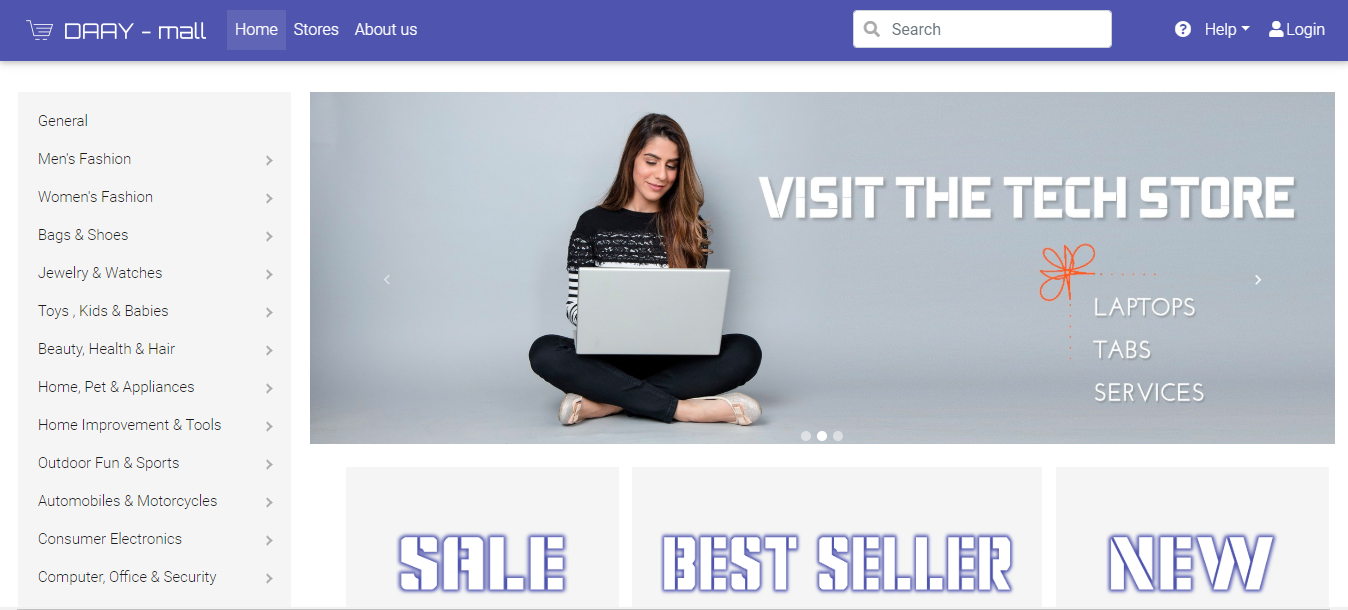 DAAY - mall Home Stores About us Search Help Login
General
Men's Fashion
Women's Fashion
Bags & Shoes
Jewelry & Watches
Toys , Kids & Babies
Beauty, Health & Hair
Home, Pet & Appliances
Home Improvement & Tools
Outdoor Fun & Sports
Automobiles & Motorcycles
Consumer Electronics
Computer, Office & Security
VISIT THE TECH STORE
LAPTOPS
TABS
SERVICES
SALE
BEST SELLER
NEW